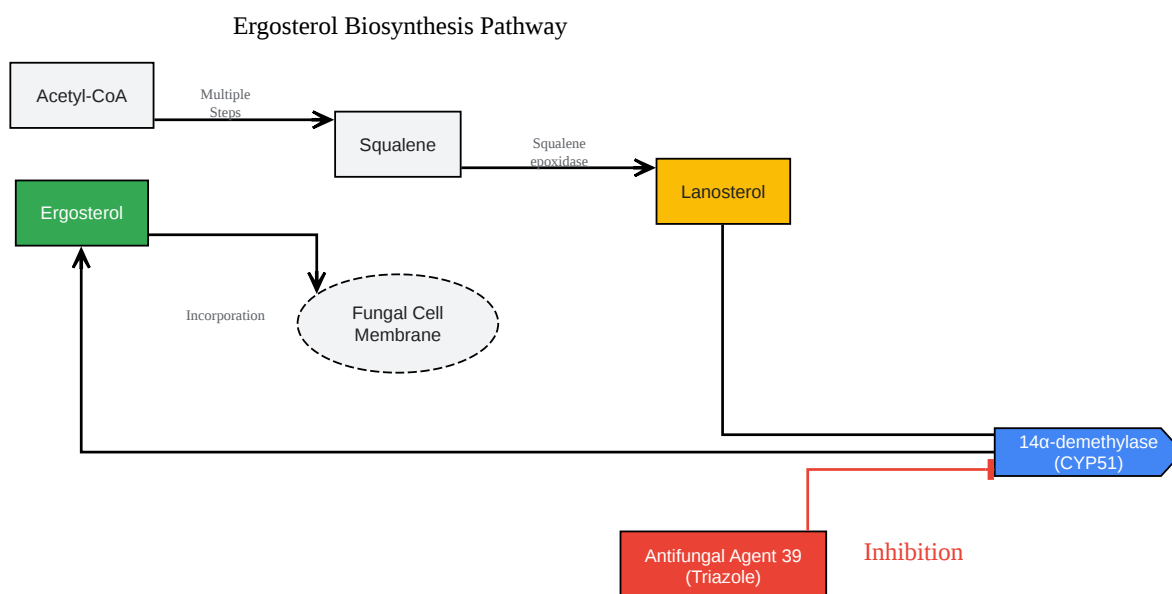 Ergosterol Biosynthesis Pathway
Acetyl-CoA
Multiple
Steps
Squalene
Squalene
epoxidase
Lanosterol
Ergosterol
Incorporation
Fungal Cell
Membrane
14α-demethylase
(CYP51)
Antifungal Agent 39
(Triazole)
Inhibition